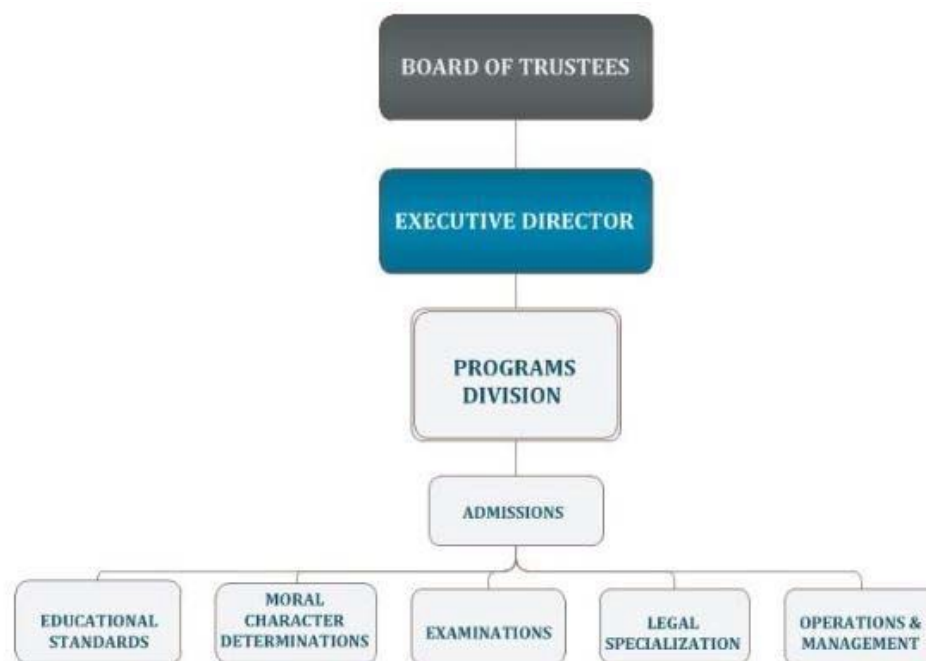 BOARD OF TRUSTEES
EXECUTIVE DIRECTOR
PROGRAMS
DIVISION
ADMISSIONS
EDUCATIONAL
STANDARDS
MORAL
CHARACTER
DETERMINATIONS
EXAMINATIONS
LEGAL
SPECIALIZATION
OPERATIONS &
MANAGEMENT